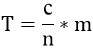 T = c/n * m